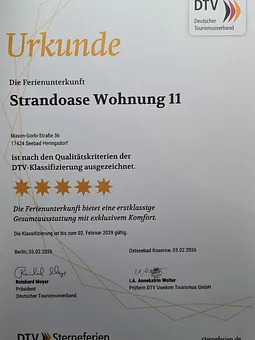 DTV
Deutscher
Tourismusverband
Urkunde
Die Ferienunterkunft
Strandoase Wohnung 11
Maxim-Gorki-Straße 36
17424 Seebad Heringsdorf
ist nach den Qualitätskriterien der
DTV-Klassifizierung ausgezeichnet.
Die Ferienunterkunft bietet eine erstklassige
Gesamtausstattung mit exklusivem Komfort.
Die Klassifizierung ist bis zum 02. Februar 2029 gültig.
Berlin, 03.02.2026
Ostseebad Koserow, 03.02.2026
Reinhard Meyer
Präsident
Deutscher Tourismusverband
i.A. Annekatrin Wolter
Prüferin DTV Usedom Tourismus GmbH
DTV Sterneferien
sterneferien.de